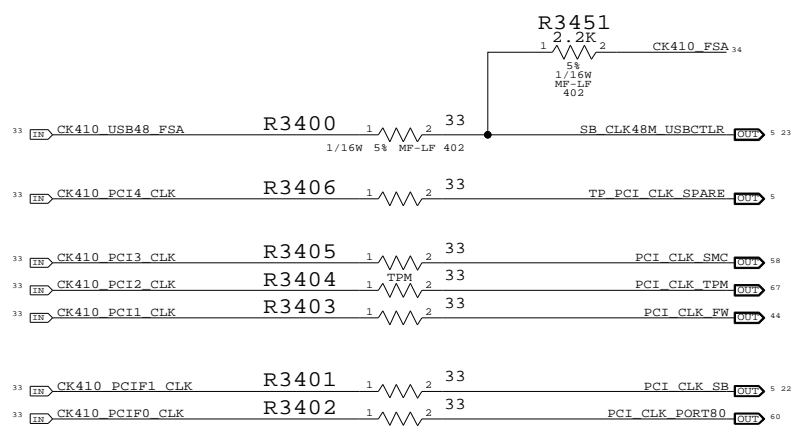 R3451
2.2K
1 2 CK410_FSA 34
5%
1/16W
MF-LF
402
33 IN CK410_USB48_FSA R3400 1 2 33 SB_CLK48M_USBCTLR OUT 5 23
1/16W 5% MF-LF 402
33 IN CK410_PCI4_CLK R3406 1 2 33 TP_PCI_CLK_SPARE OUT 5
33 IN CK410_PCI3_CLK R3405 1 2 33 PCI_CLK_SMC OUT 58
TPM
33 IN CK410_PCI2_CLK R3404 1 2 33 PCI_CLK_TPM OUT 67
33 IN CK410_PCI1_CLK R3403 1 2 33 PCI_CLK_FW OUT 44
33 IN CK410_PCIF1_CLK R3401 1 2 33 PCI_CLK_SB OUT 5 22
33 IN CK410_PCIF0_CLK R3402 1 2 33 PCI_CLK_PORT80 OUT 60